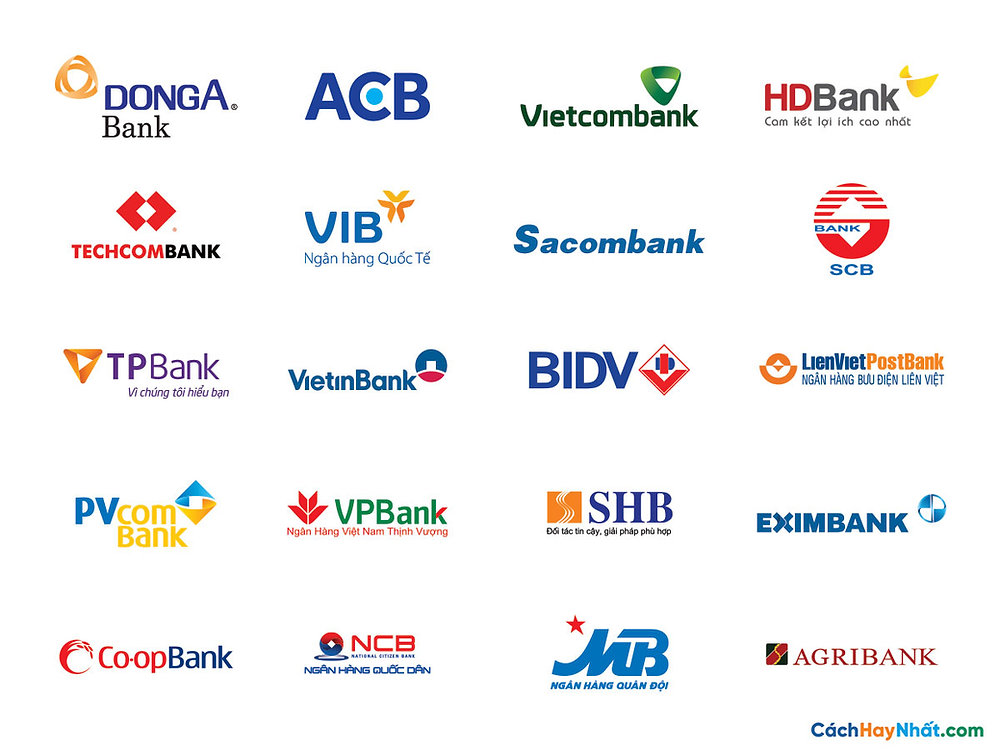 DONGA®
Bank
ACB
Vietcombank
HDBank
Cam kết lợi ích cao nhất
TECHCOMBANK®
VIB
Ngân hàng Quốc Tế
Sacombank
BANK
SCB
TPBank
Vì chúng tôi hiểu bạn
VietinBank
BIDV
LienVietPostBank
NGÂN HÀNG BƯU ĐIỆN LIÊN VIỆT
PVcom
Bank
VPBank
Ngân Hàng Việt Nam Thịnh Vượng
SHB
Đối tác tin cậy, giải pháp phù hợp
EXIMBANK
Co-opBank
NCB
NATIONAL CITIZEN BANK
NGÂN HÀNG QUỐC DÂN
MB
NGÂN HÀNG QUÂN ĐỘI
AGRIBANK
CáchHayNhất.com